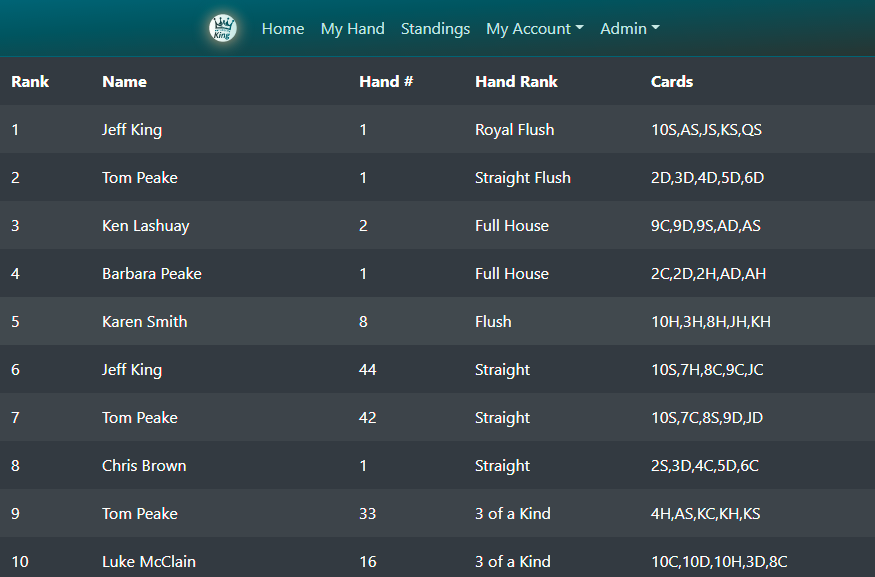 King Home My Hand Standings My Account Admin
Rank Name Hand # Hand Rank Cards
1 Jeff King 1 Royal Flush 10S,AS,JS,KS,QS
2 Tom Peake 1 Straight Flush 2D,3D,4D,5D,6D
3 Ken Lashuay 2 Full House 9C,9D,9S,AD,AS
4 Barbara Peake 1 Full House 2C,2D,2H,AD,AH
5 Karen Smith 8 Flush 10H,3H,8H,JH,KH
6 Jeff King 44 Straight 10S,7H,8C,9C,JC
7 Tom Peake 42 Straight 10S,7C,8S,9D,JD
8 Chris Brown 1 Straight 2S,3D,4C,5D,6C
9 Tom Peake 33 3 of a Kind 4H,AS,KC,KH,KS
10 Luke McClain 16 3 of a Kind 10C,10D,10H,3D,8C